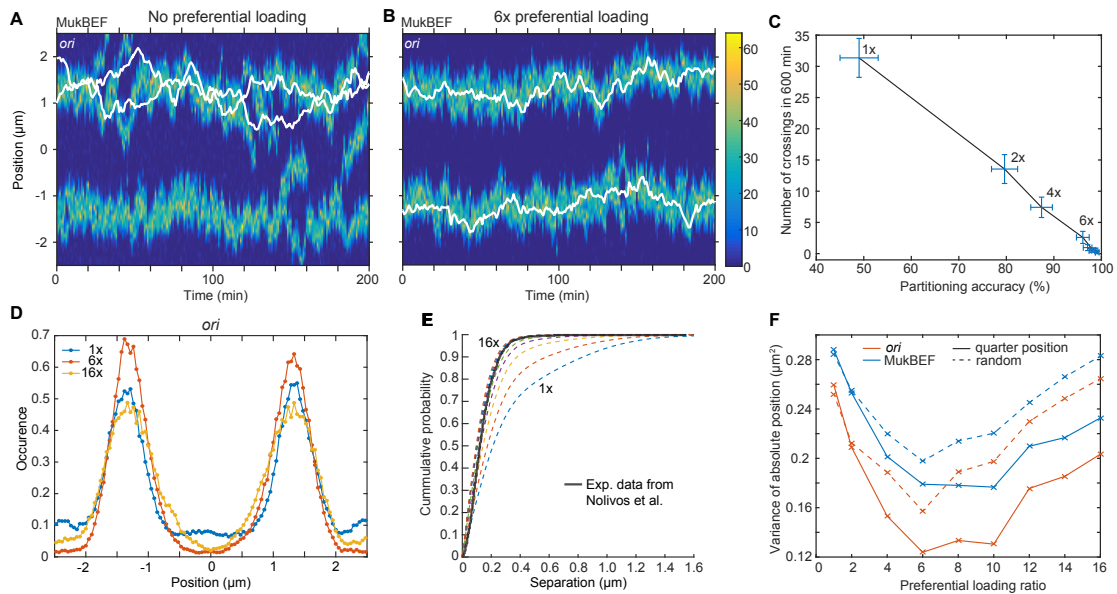 A
MukBEF
No preferential loading
ori
Position (µm)
2
1
0
-1
-2
0
100
200
Time (min)
B
MukBEF
6x preferential loading
ori
0
100
200
Time (min)
60
50
40
30
20
10
0
C
Number of crossings in 600 min
35
30
25
20
15
10
5
0
1x
2x
4x
6x
40
50
60
70
80
90
100
Partitioning accuracy (%)
D
ori
Occurence
0.7
0.6
0.5
0.4
0.3
0.2
0.1
0
1x
6x
16x
-2
-1
0
1
2
Position (µm)
E
Cummulative probability
1
0.9
0.8
0.7
0.6
0.5
0.4
0.3
0.2
0.1
0
16x
1x
Exp. data from
Nolivos et al.
0.2
0.4
0.6
0.8
1
1.2
1.4
1.6
Separation (µm)
F
Variance of absolute position (µm²)
0.28
0.24
0.20
0.16
0.12
ori
MukBEF
quarter position
random
0
2
4
6
8
10
12
14
16
Preferential loading ratio